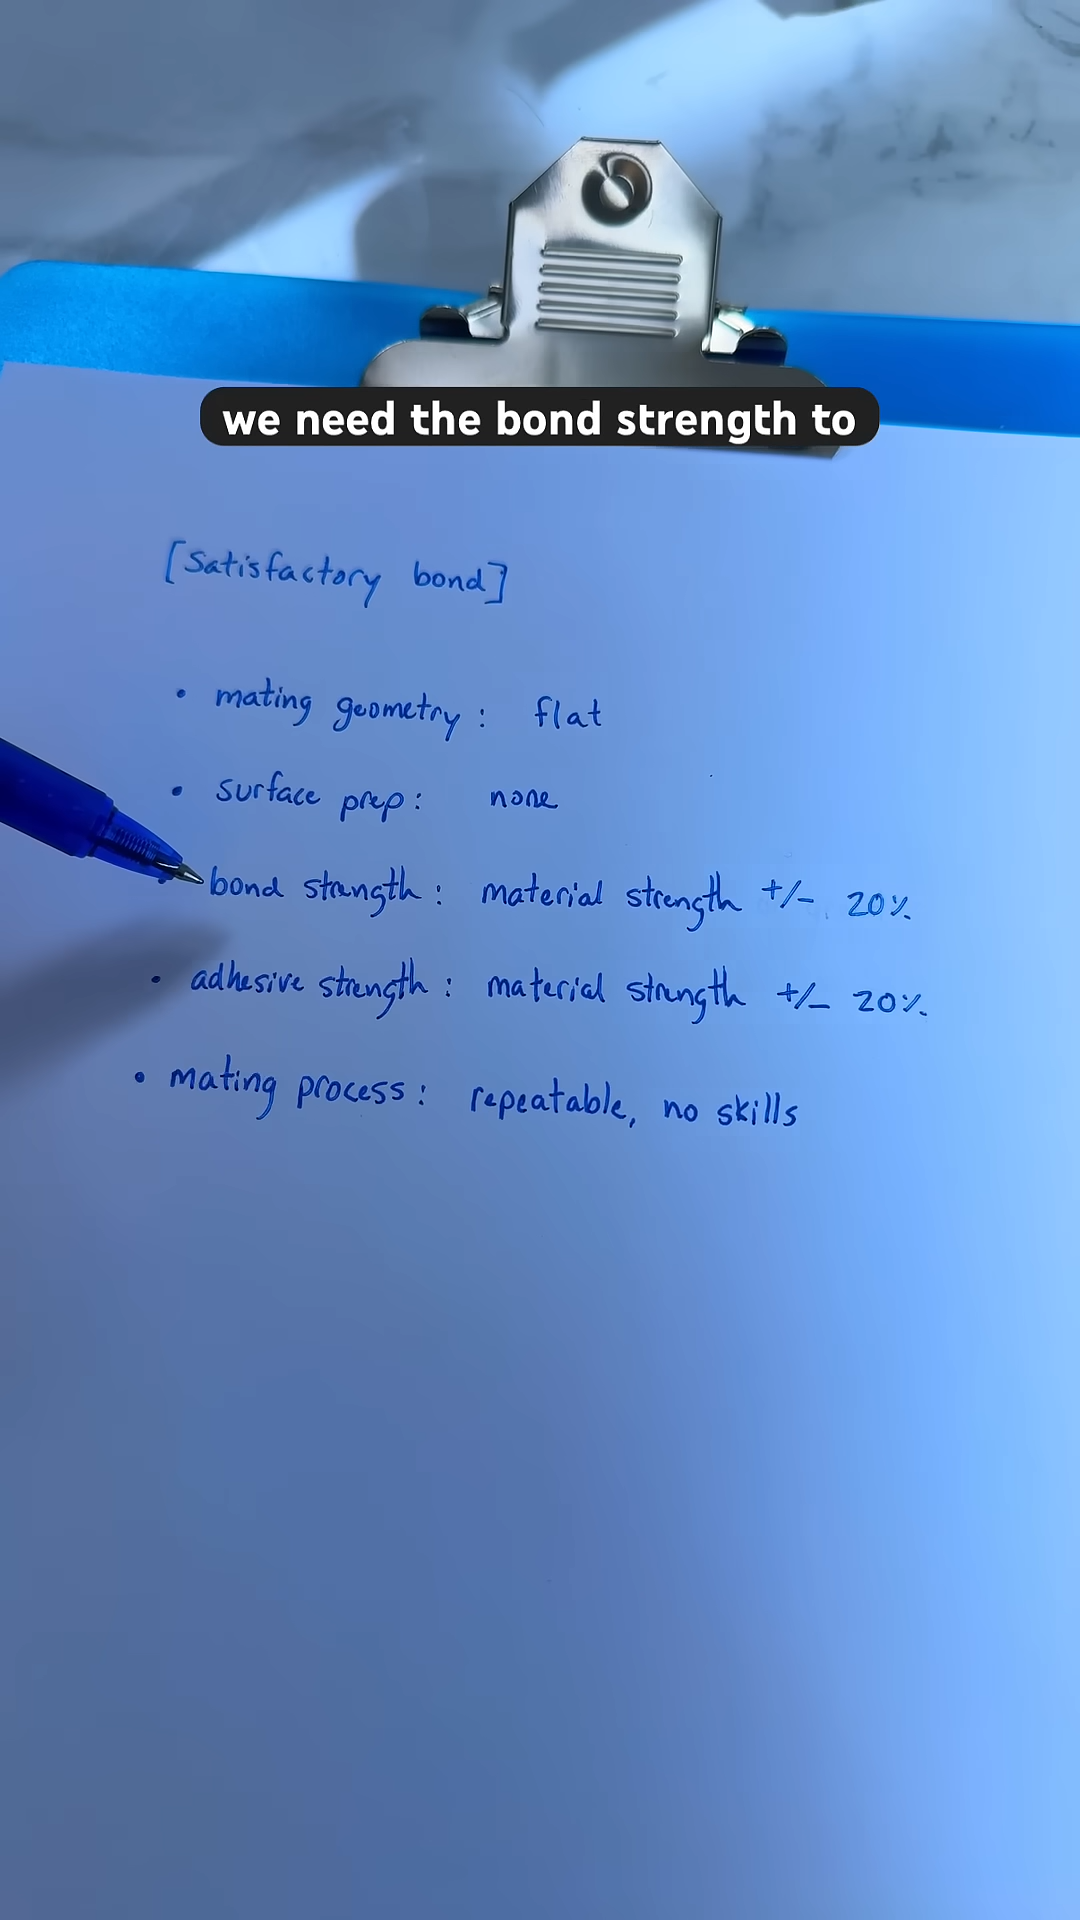 we need the bond strength to
[Satisfactory bond]
• mating geometry: flat
• surface prep: none
• bond strength: material strength +/- 20%
• adhesive strength: material strength +/- 20%
• mating process: repeatable, no skills